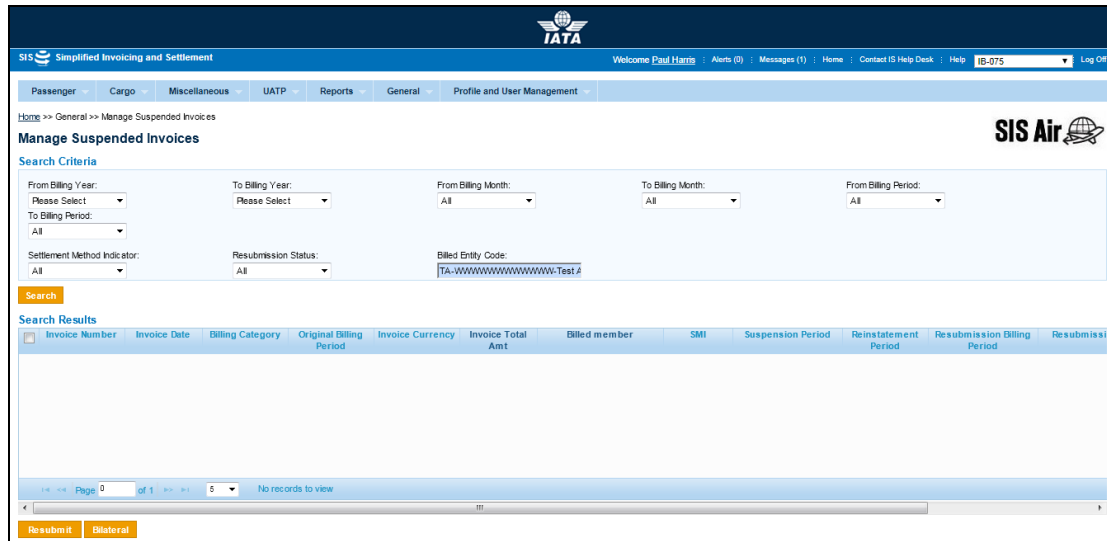 IATA
SIS Simplified Invoicing and Settlement
Welcome Paul Harris Alerts (0) Messages (1) Home Contact IS Help Desk Help IB-075 Log Off
Passenger Cargo Miscellaneous UATP Reports General Profile and User Management
Home >> General >> Manage Suspended Invoices
SIS Air
Manage Suspended Invoices
Search Criteria
From Billing Year: To Billing Year: From Billing Month: To Billing Month: From Billing Period:
Please Select Please Select All All All
To Billing Period:
All
Settlement Method Indicator: Resubmission Status: Billed Entity Code:
All All TA-WWWWWWWWWWWW-Test A
Search
Search Results
Invoice Number Invoice Date Billing Category Original Billing Period Invoice Currency Invoice Total Amt Billed member SMI Suspension Period Reinstatement Period Resubmission Billing Period Resubmissi
Page 0 of 1 5 No records to view
Resubmit Bilateral